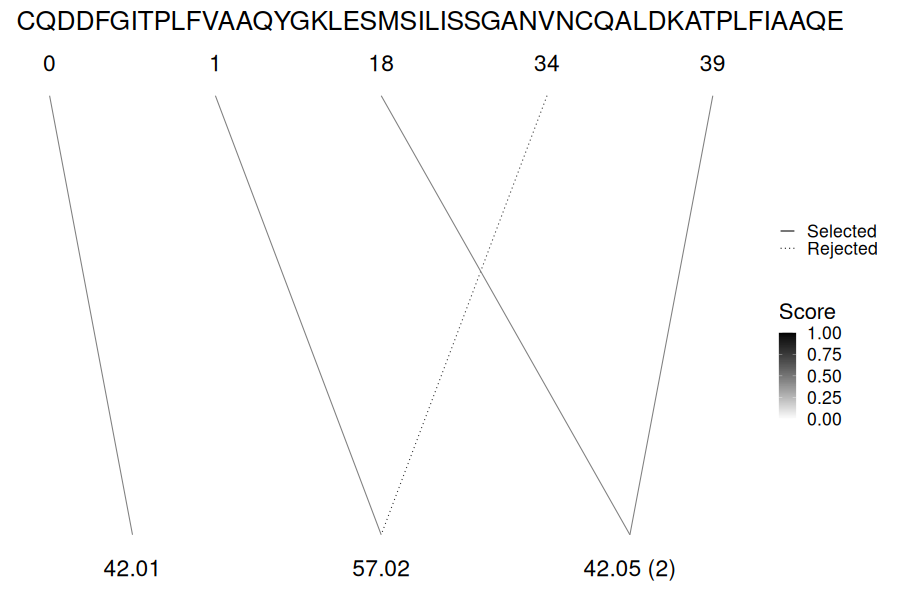 CQDDFGITPLFVAAQYGKLESMSILISSGANVNCQALDKATPLFIAAQE
0 1 18 34 39
Selected
Rejected
Score
1.00
0.75
0.50
0.25
0.00
42.01 57.02 42.05 (2)